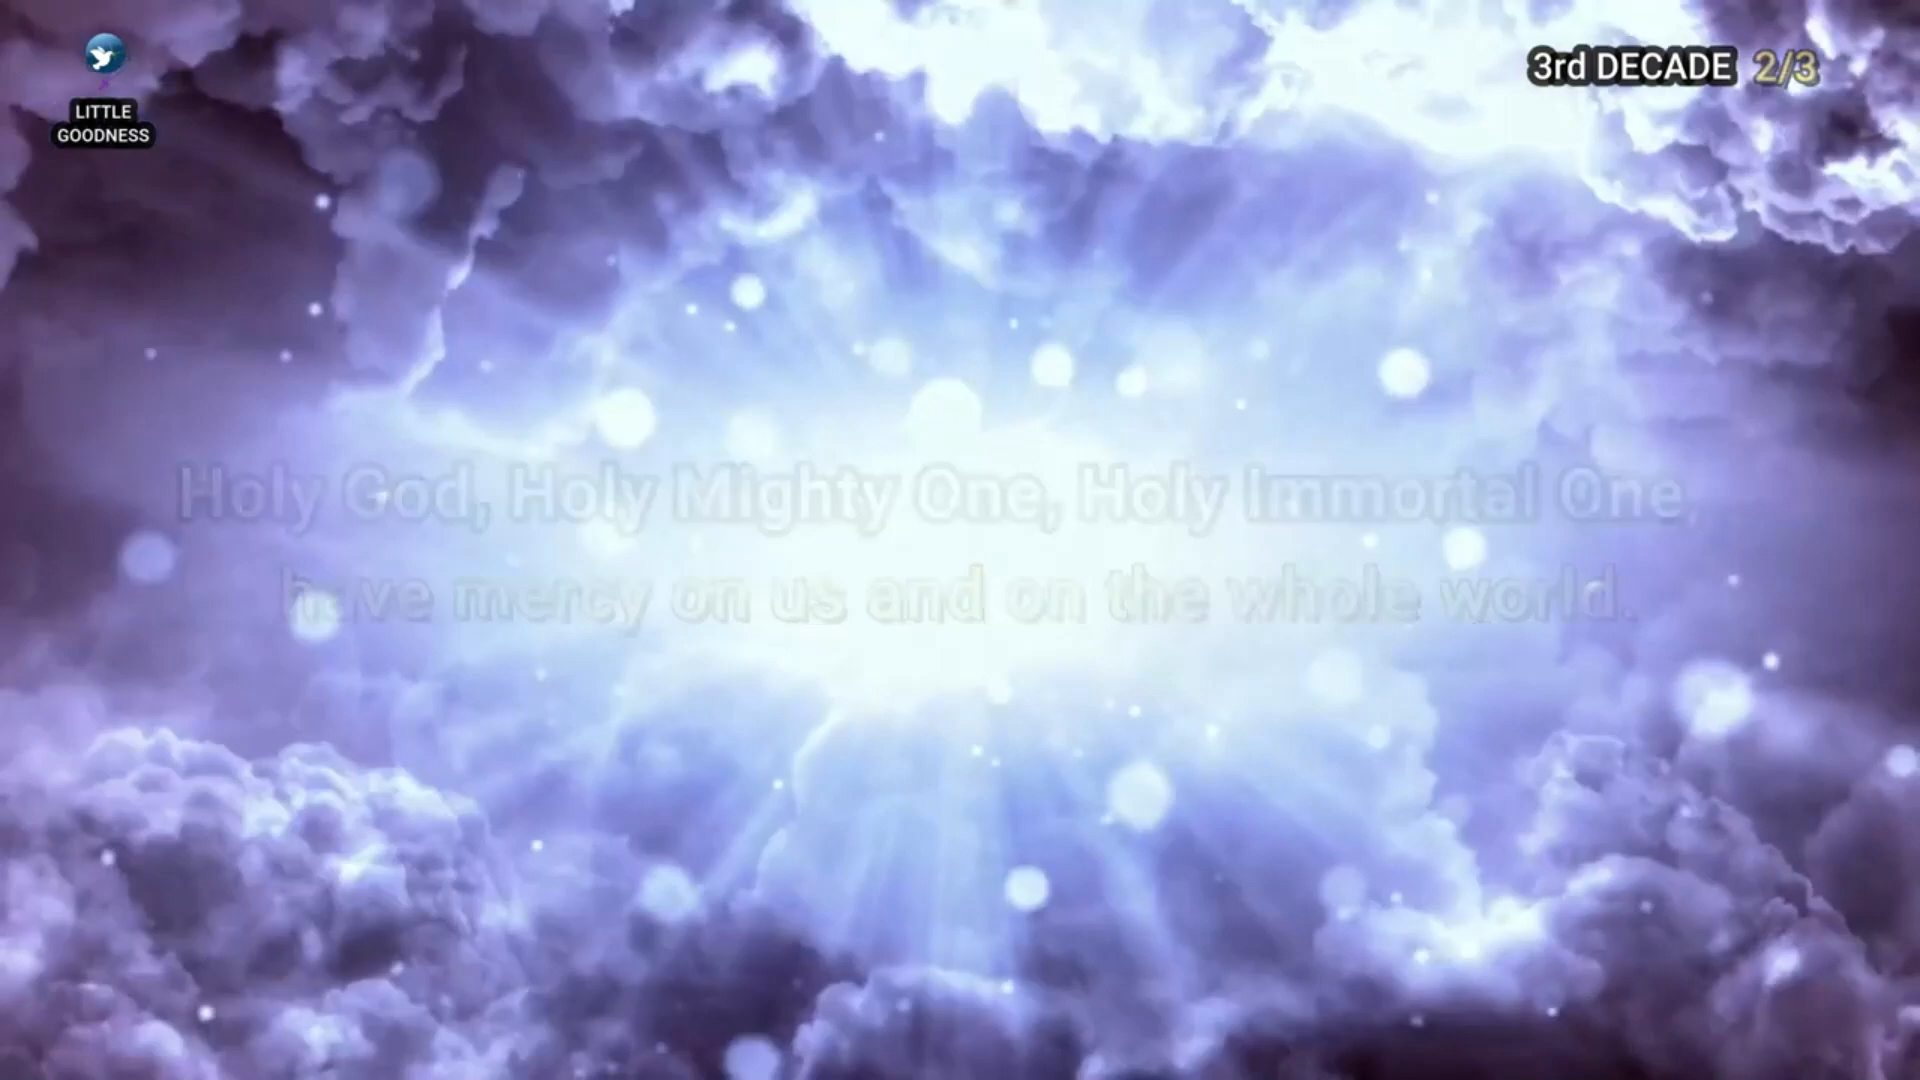 LITTLE
GOODNESS
3rd DECADE 2/3
Holy God, Holy Mighty One, Holy Immortal One,
have mercy on us and on the whole world.